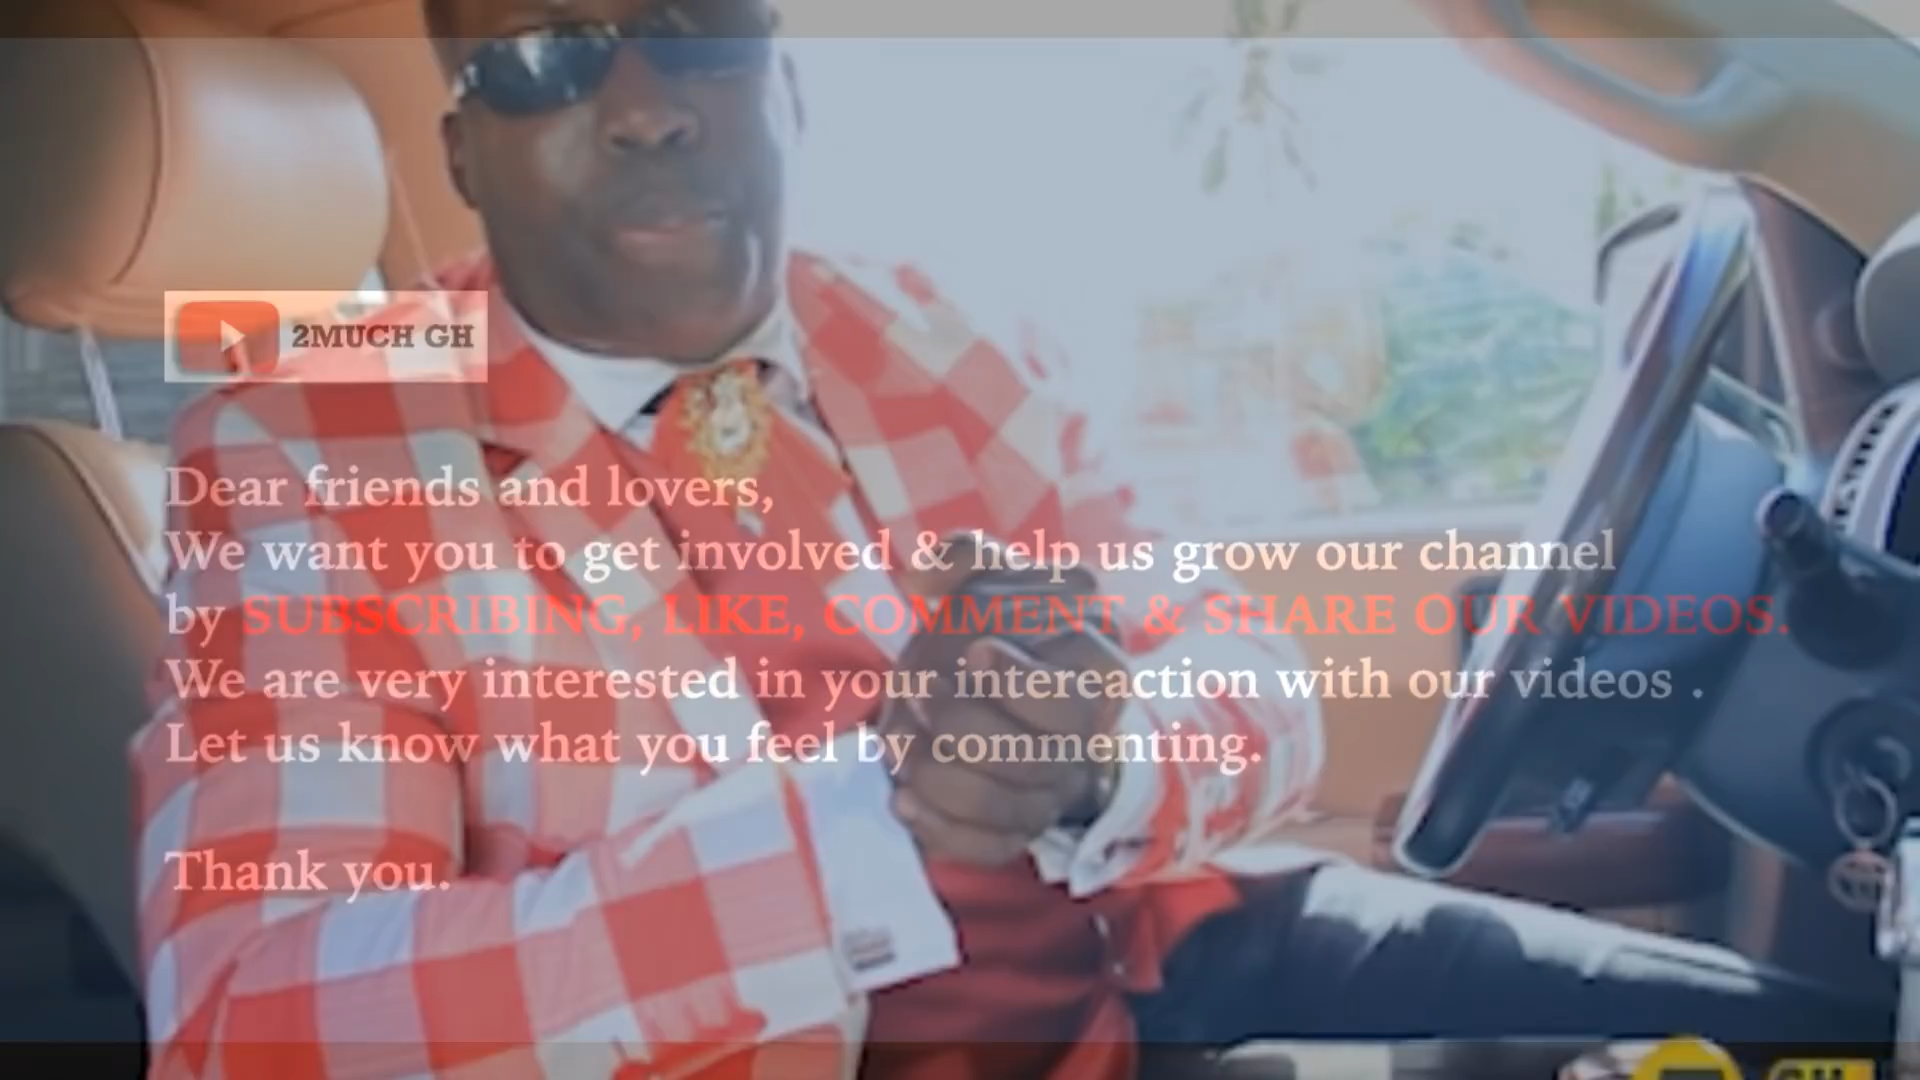 2MUCH GH
Dear friends and lovers,
We want you to get involved & help us grow our channel
by SUBSCRIBING, LIKE, COMMENT & SHARE OUR VIDEOS.
We are very interested in your intereaction with our videos .
Let us know what you feel by commenting.
Thank you.